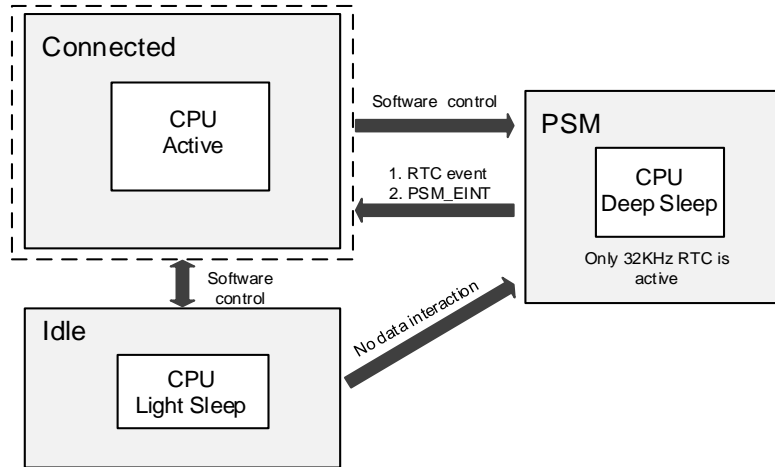 Connected
CPU
Active
Software control
1. RTC event
2. PSM_EINT
PSM
CPU
Deep Sleep
Only 32KHz RTC is
active
Software
control
No data interaction
Idle
CPU
Light Sleep